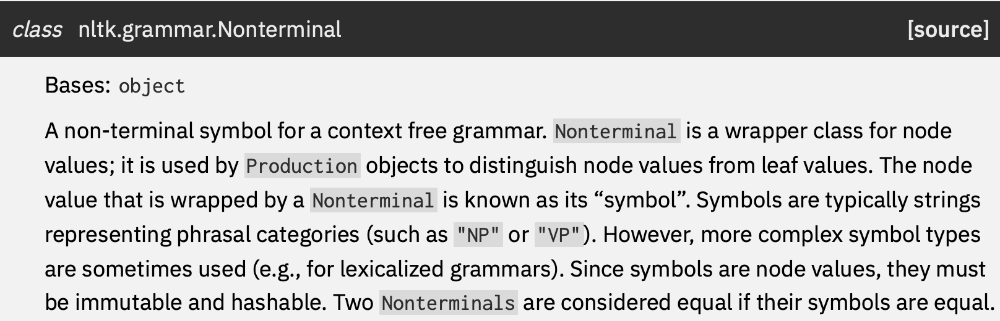 class nltk.grammar.Nonterminal [source]
Bases: object
A non-terminal symbol for a context free grammar. Nonterminal is a wrapper class for node
values; it is used by Production objects to distinguish node values from leaf values. The node
value that is wrapped by a Nonterminal is known as its “symbol”. Symbols are typically strings
representing phrasal categories (such as "NP" or "VP"). However, more complex symbol types
are sometimes used (e.g., for lexicalized grammars). Since symbols are node values, they must
be immutable and hashable. Two Nonterminals are considered equal if their symbols are equal.